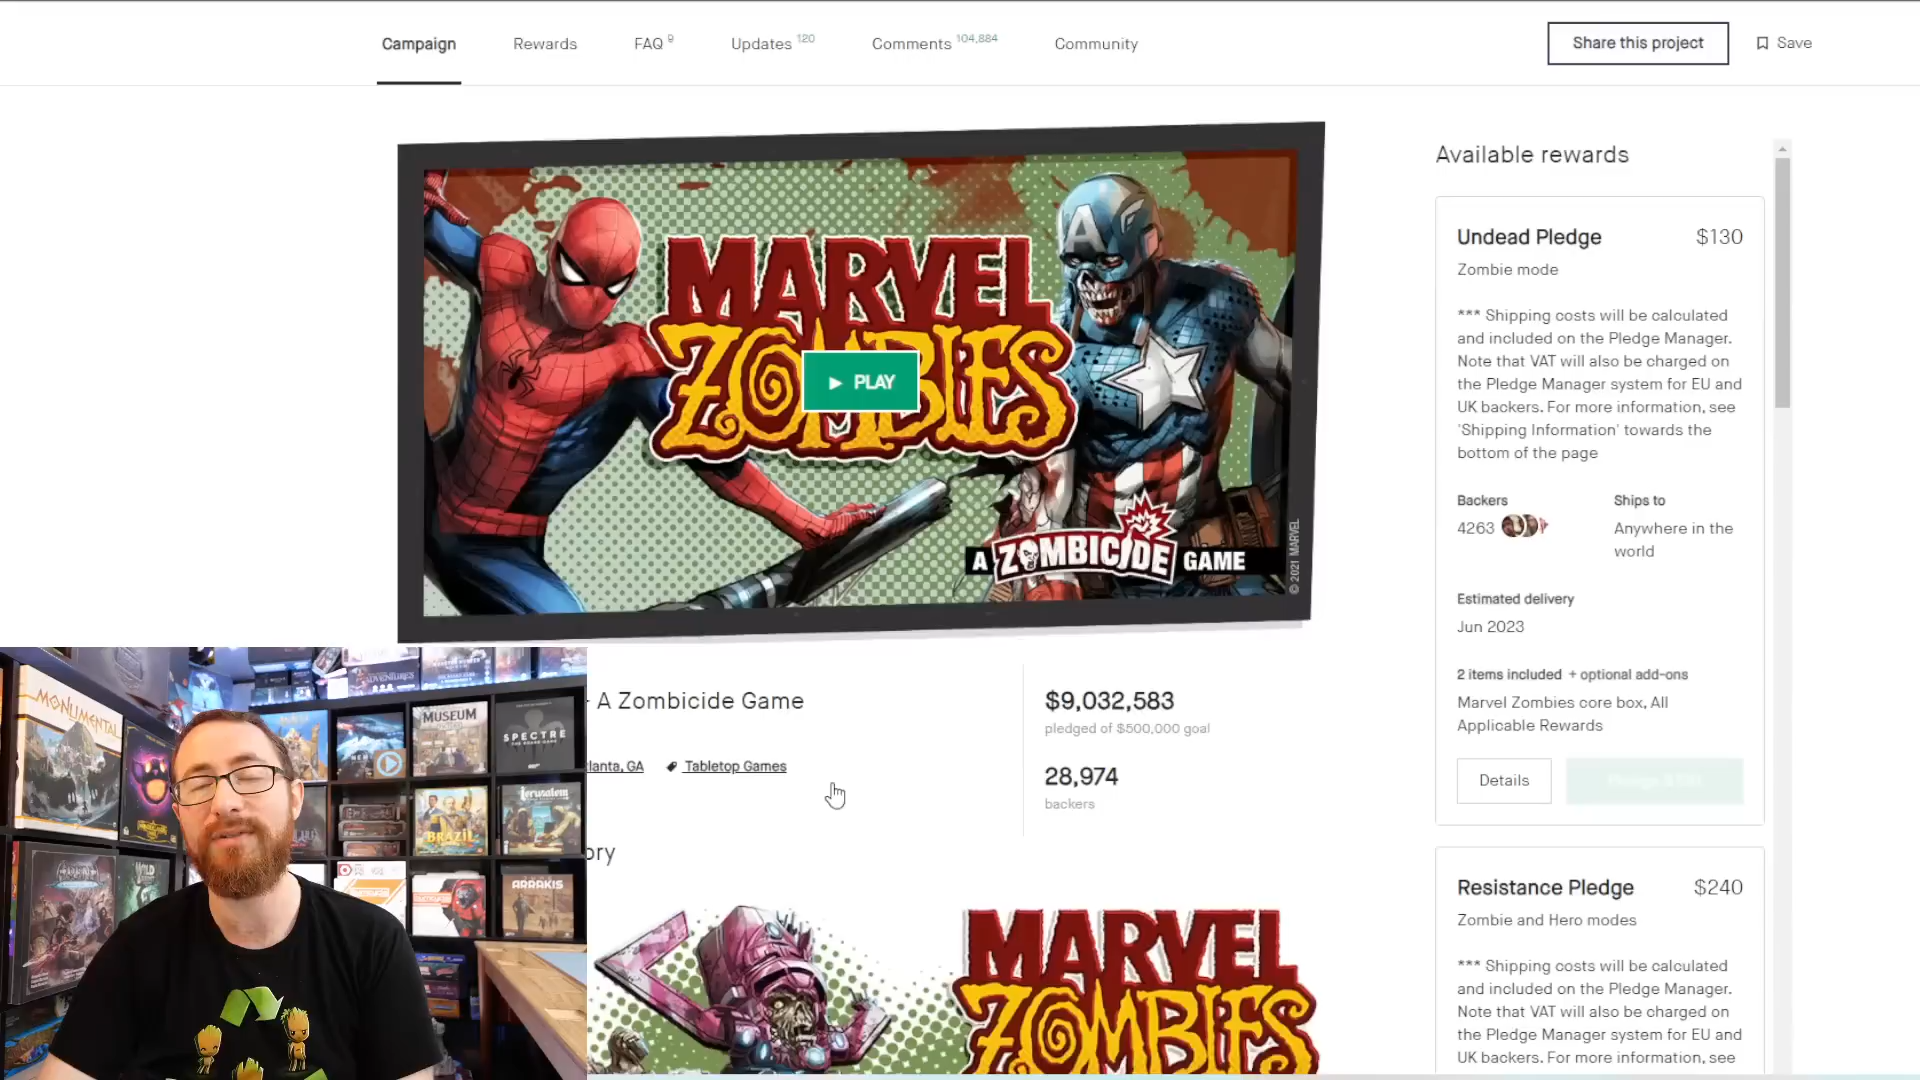 Campaign
Rewards
FAQ 9
Updates 120
Comments 104,884
Community
Share this project
Save
MARVEL
ZOMBIES
PLAY
A ZOMBICIDE GAME
© 2021 MARVEL
Available rewards
Undead Pledge $130
Zombie mode
*** Shipping costs will be calculated
and included on the Pledge Manager.
Note that VAT will also be charged on
the Pledge Manager system for EU and
UK backers. For more information, see
'Shipping Information' towards the
bottom of the page
Backers
4263
Ships to
Anywhere in the
world
Estimated delivery
Jun 2023
2 items included + optional add-ons
Marvel Zombies core box, All
Applicable Rewards
Details
Resistance Pledge $240
Zombie and Hero modes
*** Shipping costs will be calculated
and included on the Pledge Manager.
Note that VAT will also be charged on
the Pledge Manager system for EU and
UK backers. For more information, see
- A Zombicide Game
lanta, GA
Tabletop Games
$9,032,583
pledged of $500,000 goal
28,974
backers
ory
MARVEL
ZOMBIES
MONUMENTAL
ADVENTURES
MUSEUM
SPECTRE
BRAZIL
Jerusalem
ARRAKIS